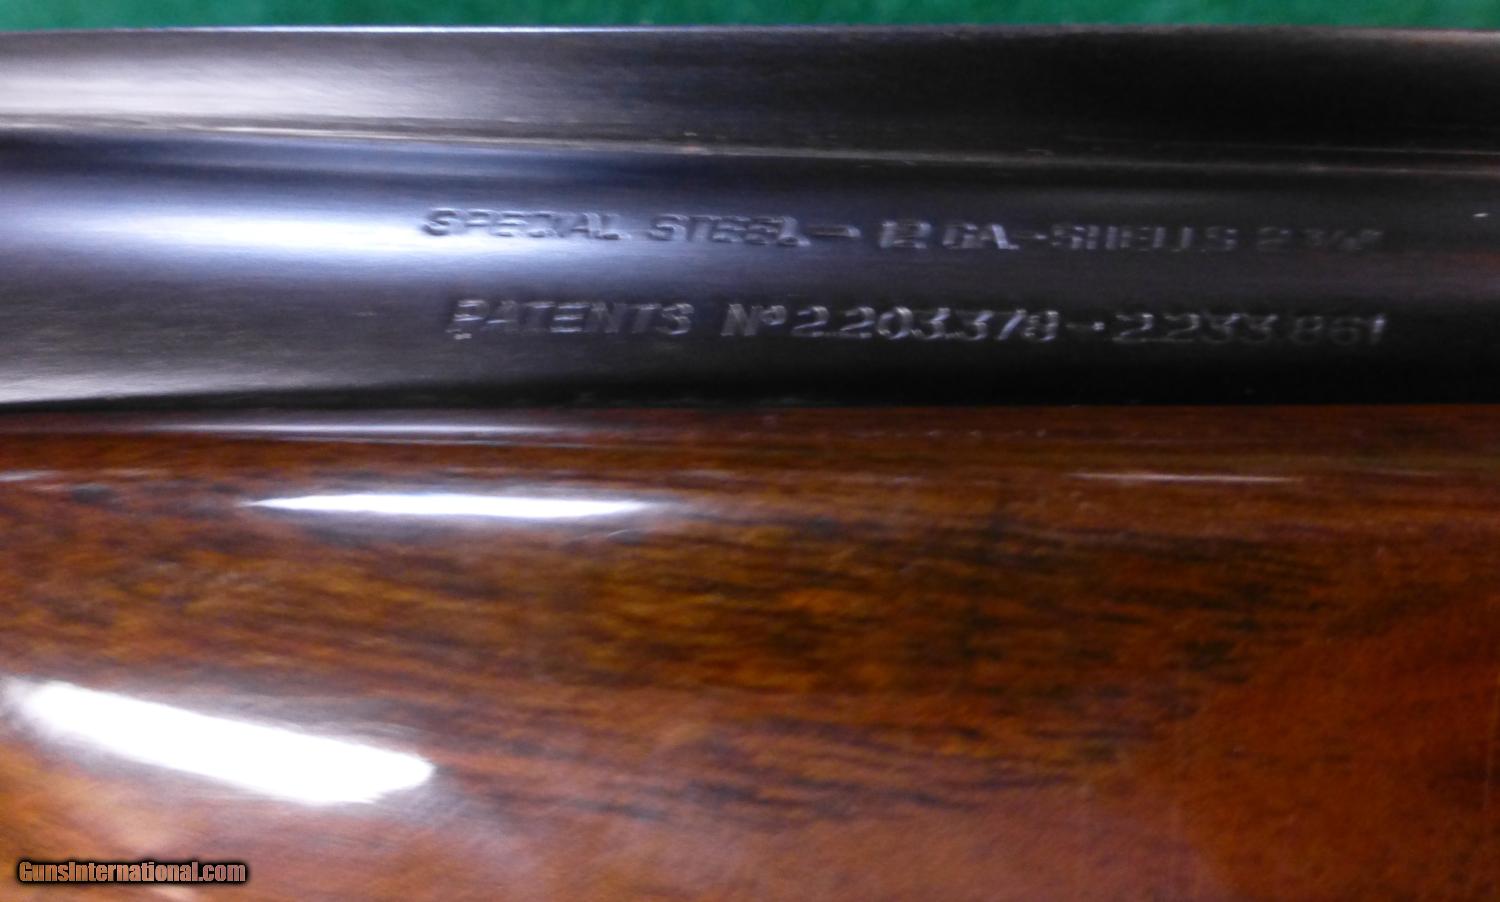 SPECIAL STEEL - 12 GA. - SHELLS 2 3/4
PATENTS Nº 2.203.378 - 2.233.861
GunsInternational.com